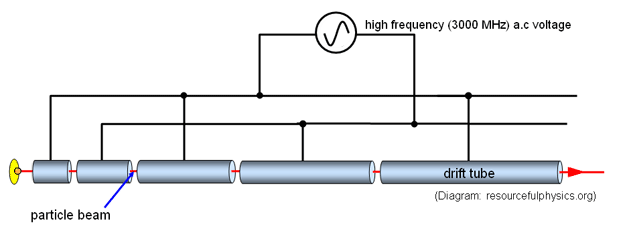 high frequency (3000 MHz) a.c voltage
drift tube
(Diagram: resourcefulphysics.org)
particle beam